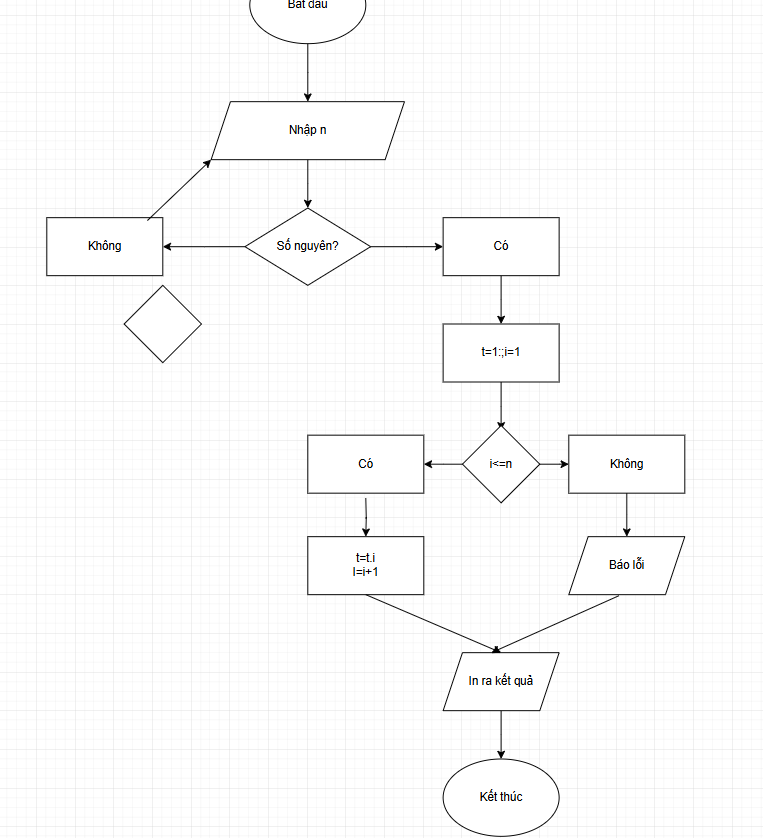 Bắt đầu
Nhập n
Không
Số nguyên?
Có
t=1:;i=1
Có
i<=n
Không
t=t.i
I=i+1
Báo lỗi
In ra kết quả
Kết thúc